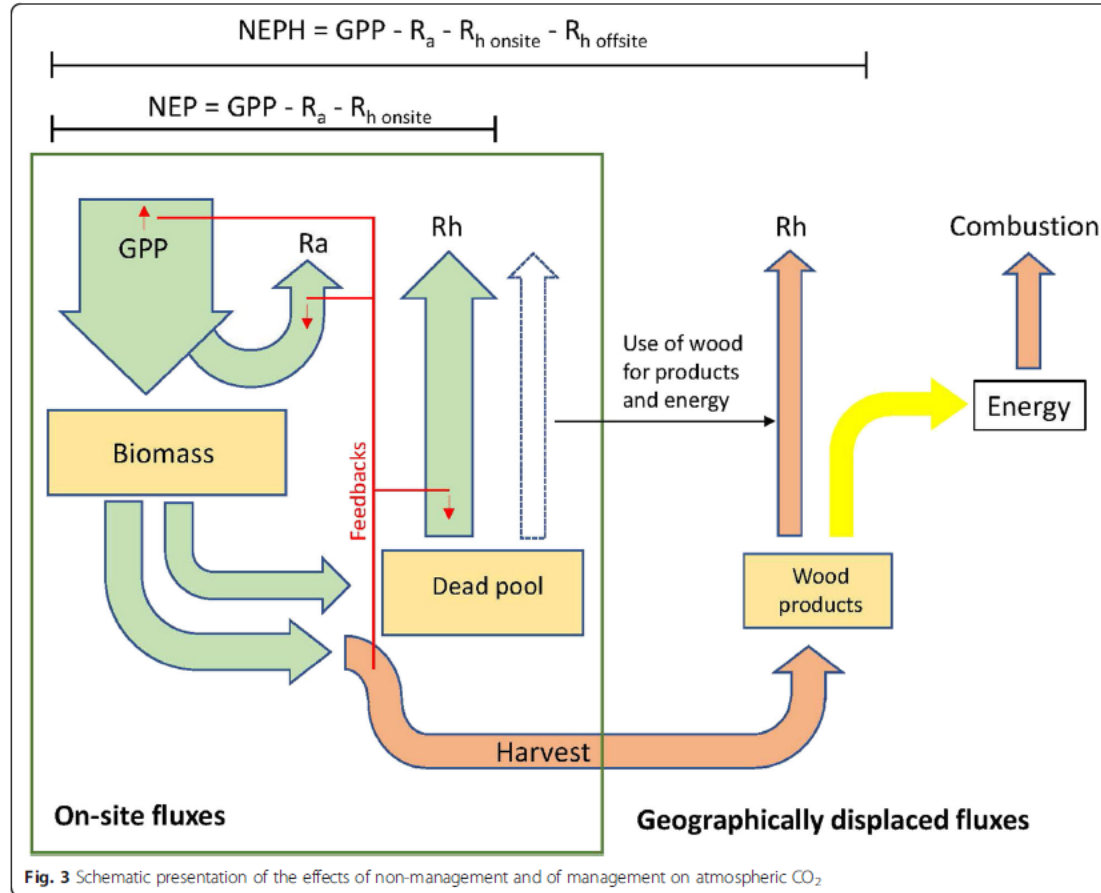 NEPH = GPP - Ra - Rh onsite - Rh offsite
NEP = GPP - Ra - Rh onsite
GPP
Ra
Rh
Rh
Combustion
Use of wood
for products
and energy
Energy
Biomass
Feedbacks
Dead pool
Wood
products
Harvest
On-site fluxes
Geographically displaced fluxes
Fig. 3 Schematic presentation of the effects of non-management and of management on atmospheric CO₂